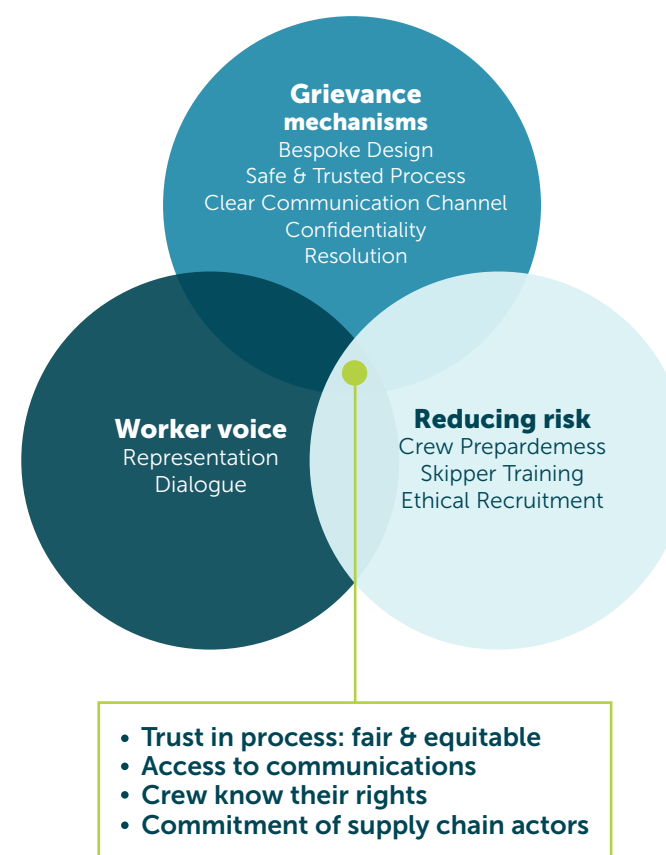 Grievance
mechanisms
Bespoke Design
Safe & Trusted Process
Clear Communication Channel
Confidentiality
Resolution
Worker voice
Representation
Dialogue
Reducing risk
Crew Prepardemess
Skipper Training
Ethical Recruitment
• Trust in process: fair & equitable
• Access to communications
• Crew know their rights
• Commitment of supply chain actors